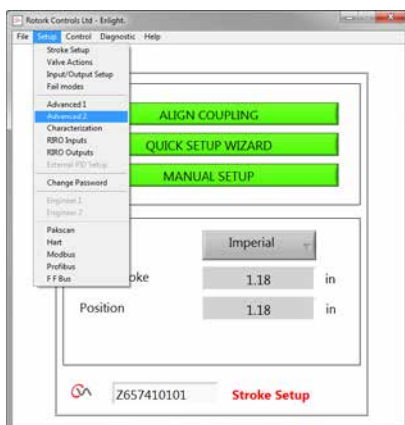 Rotork Controls Ltd - Enlight.
File Setup Control Diagnostic Help
Stroke Setup
Valve Actions
Input/Output Setup
Fail modes
Advanced 1
Advanced 2
Characterization
RIRO Inputs
RIRO Outputs
External PID Setup
Change Password
Engineer 1
Engineer 2
Pakscan
Hart
Modbus
Profibus
F F Bus
ALIGN COUPLING
QUICK SETUP WIZARD
MANUAL SETUP
Imperial
oke 1.18 in
Position 1.18 in
Z657410101 Stroke Setup